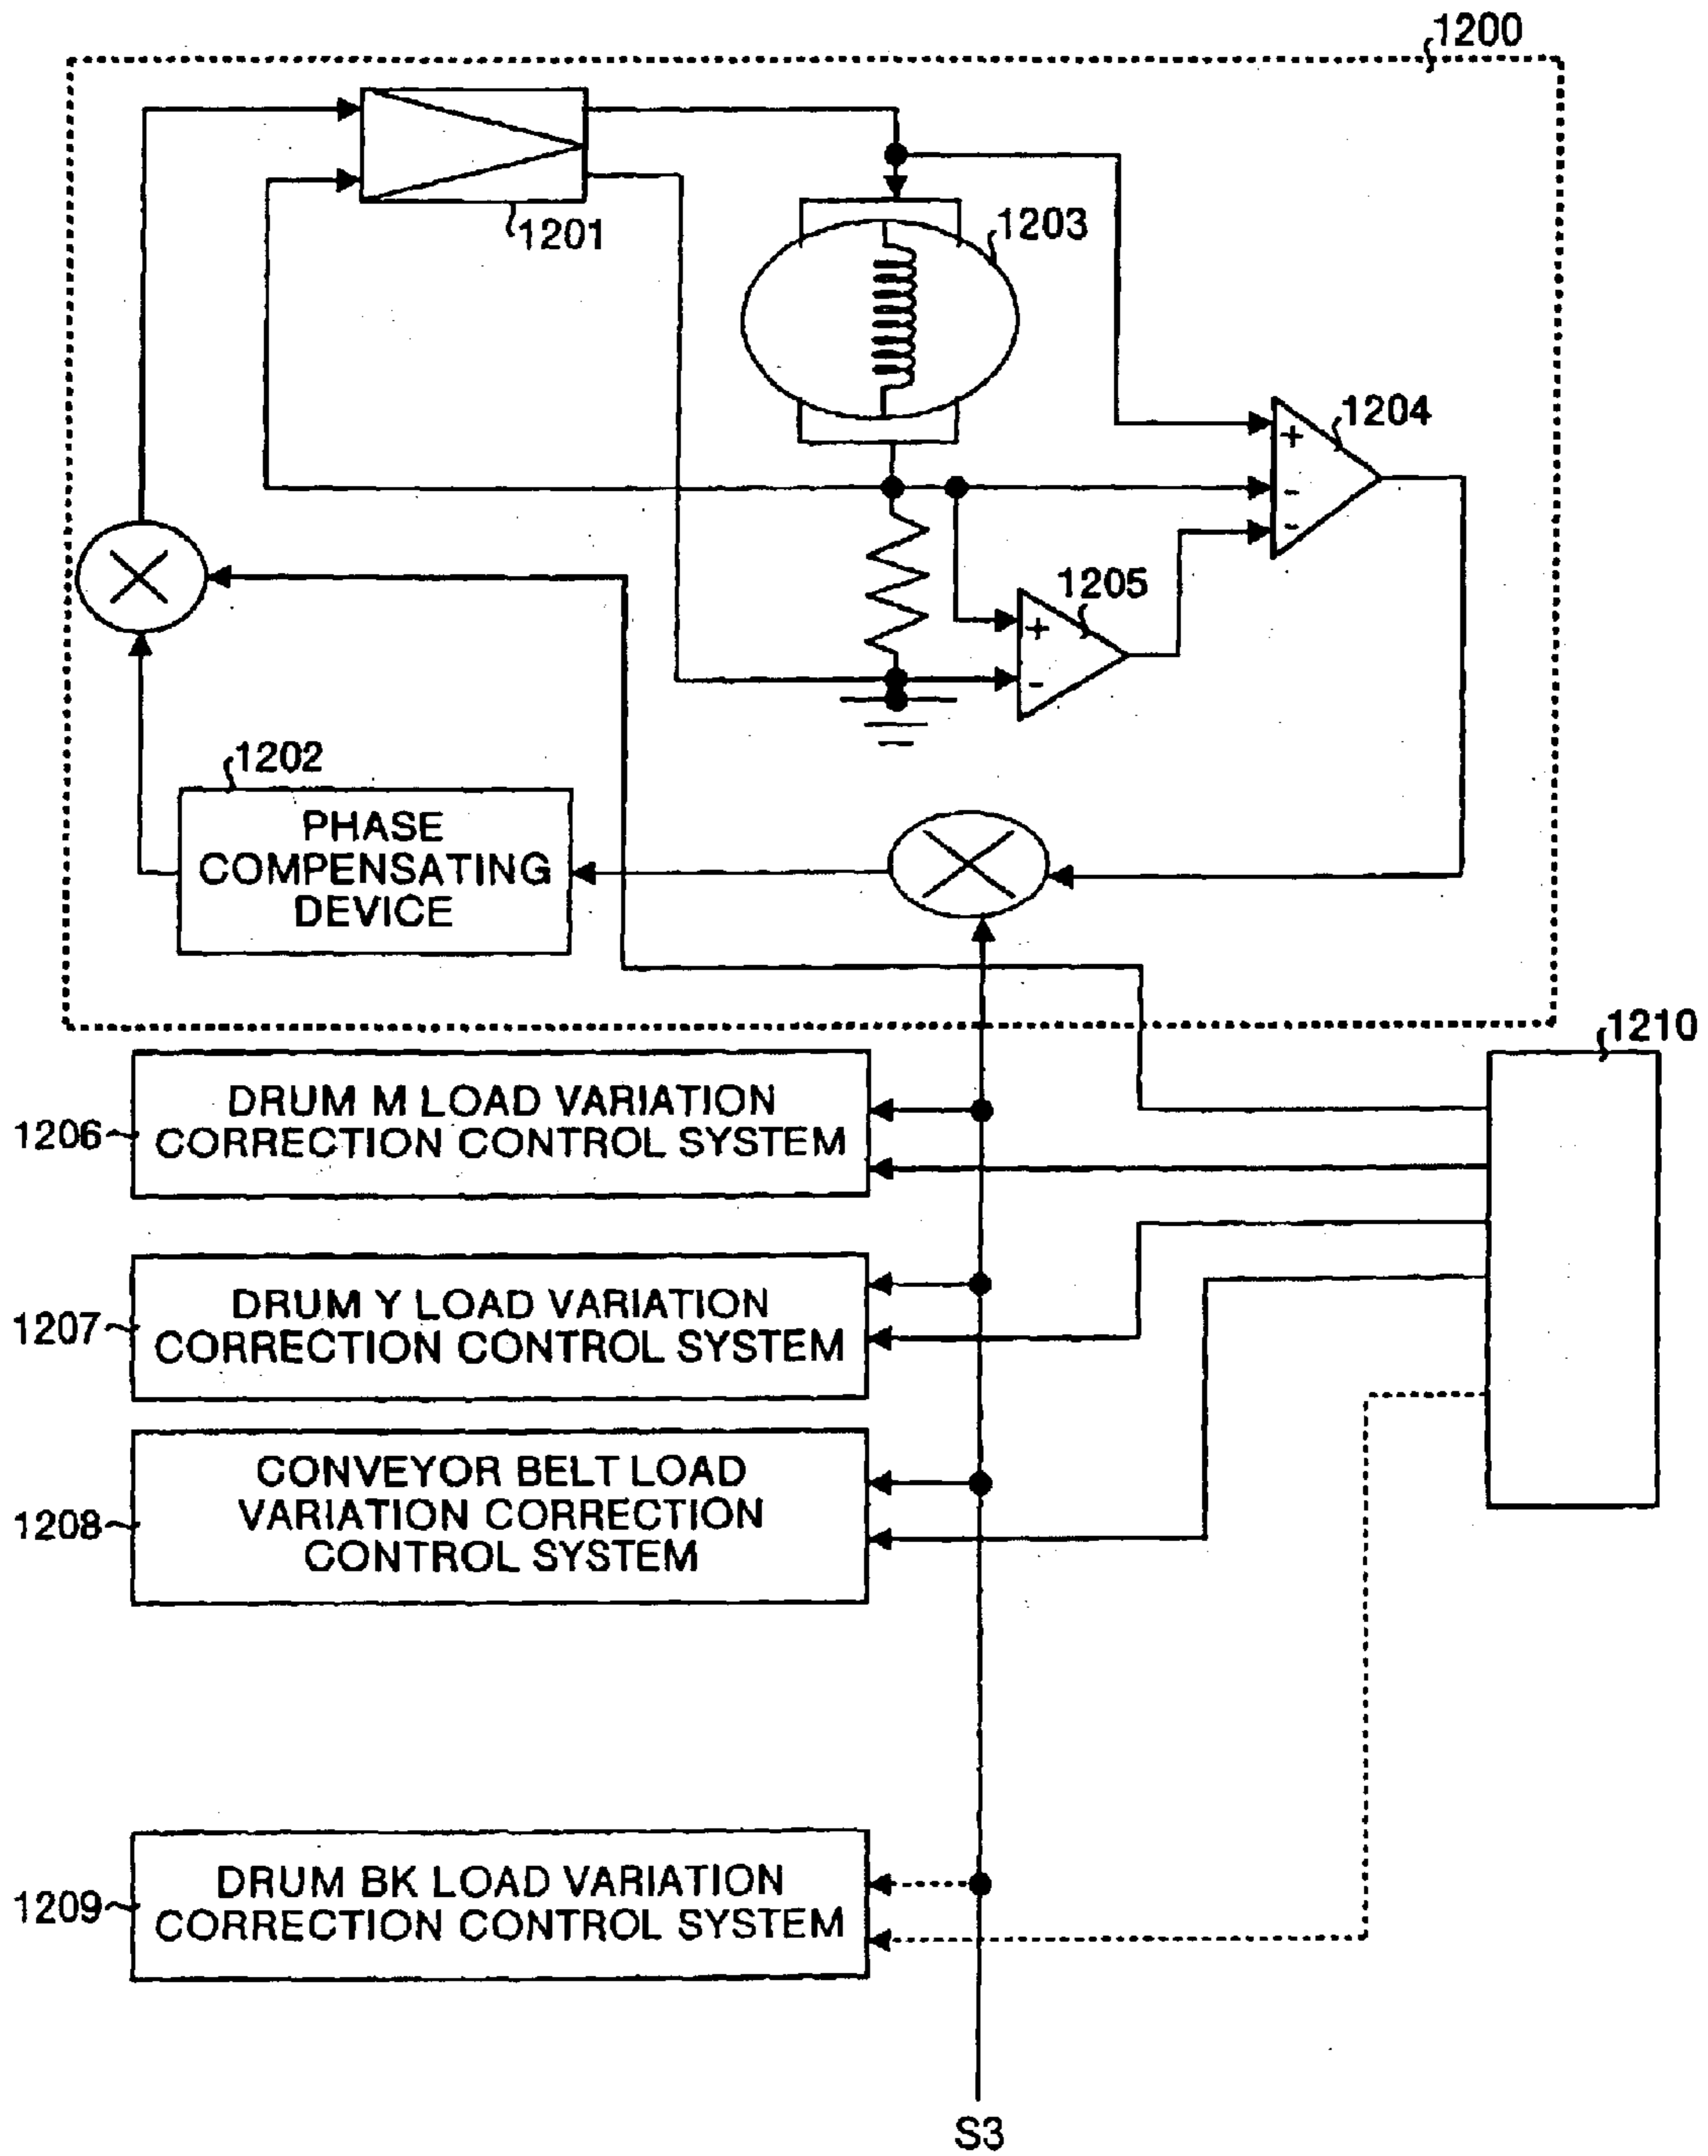 1200
1201
1203
1204
+
-
-
1205
+
-
1202
PHASE
COMPENSATING
DEVICE
1210
1206
DRUM M LOAD VARIATION
CORRECTION CONTROL SYSTEM
1207
DRUM Y LOAD VARIATION
CORRECTION CONTROL SYSTEM
1208
CONVEYOR BELT LOAD
VARIATION CORRECTION
CONTROL SYSTEM
1209
DRUM BK LOAD VARIATION
CORRECTION CONTROL SYSTEM
S3